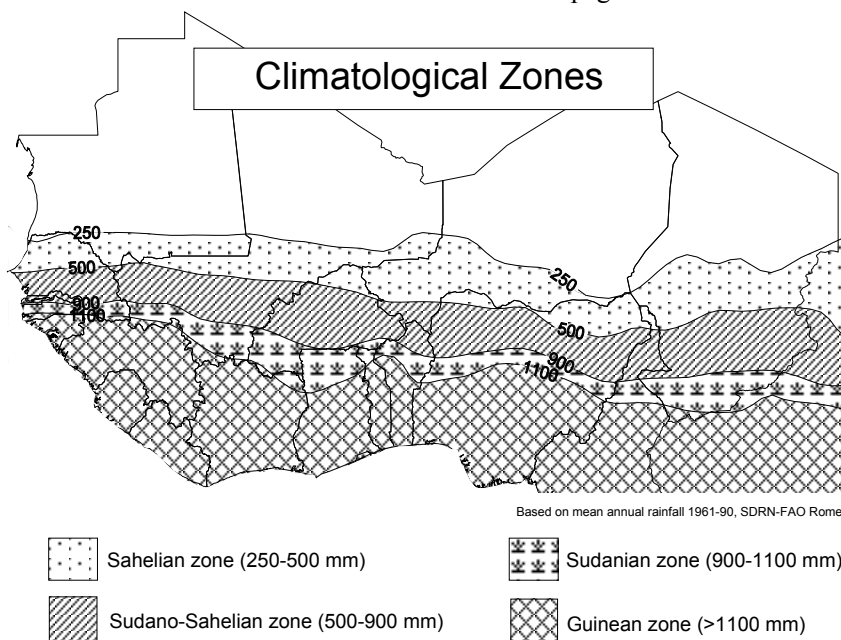 Climatological Zones
250
500
900
1100
250
500
900
1100
Based on mean annual rainfall 1961-90, SDRN-FAO Rome
Sahelian zone (250-500 mm)
Sudanian zone (900-1100 mm)
Sudano-Sahelian zone (500-900 mm)
Guinean zone (>1100 mm)